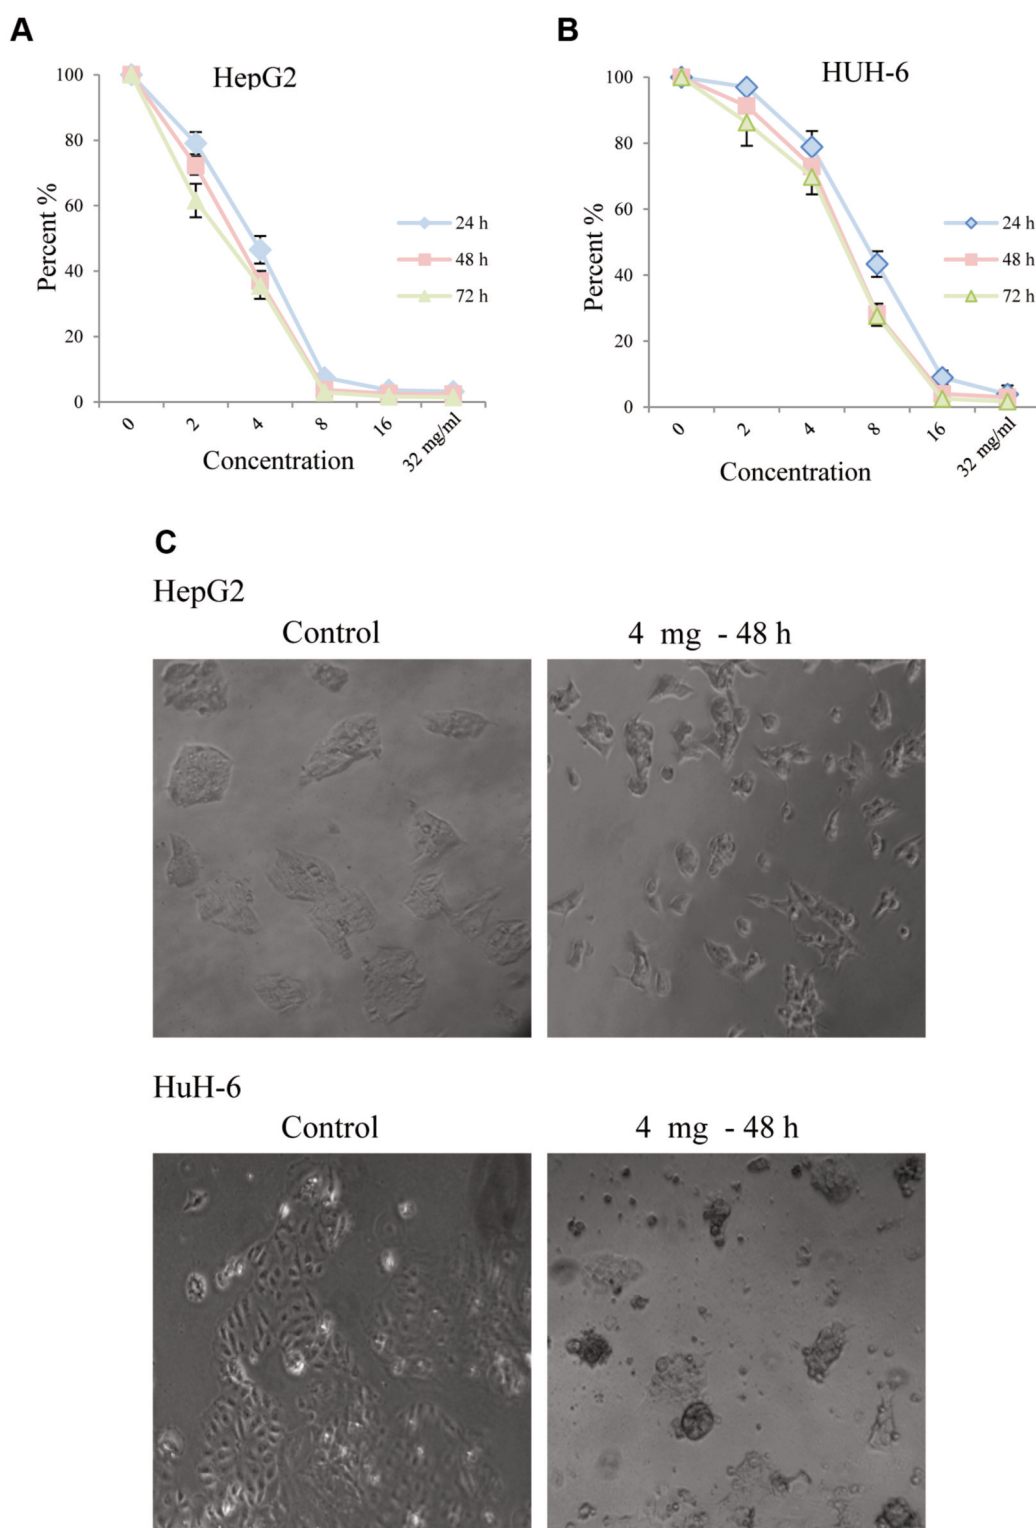 A
HepG2
100
80
60
40
20
0
Percent %
24 h
48 h
72 h
0
2
4
8
16
32 mg/ml
Concentration
B
HUH-6
100
80
60
40
20
0
Percent %
24 h
48 h
72 h
0
2
4
8
16
32 mg/ml
Concentration
C
HepG2
Control
4 mg - 48 h
HuH-6
Control
4 mg - 48 h